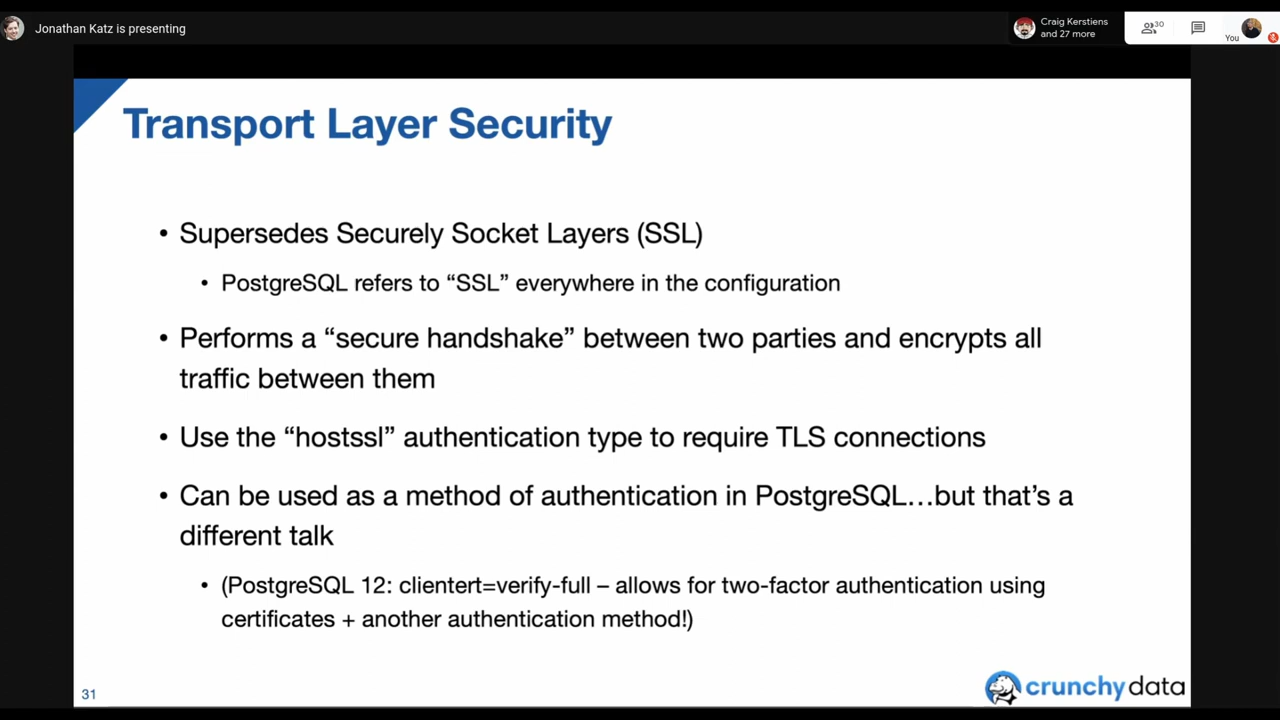 Jonathan Katz is presenting
Craig Kerstiens
and 27 more
30
You
Transport Layer Security
• Supersedes Securely Socket Layers (SSL)
• PostgreSQL refers to “SSL” everywhere in the configuration
• Performs a “secure handshake” between two parties and encrypts all
traffic between them
• Use the “hostssl” authentication type to require TLS connections
• Can be used as a method of authentication in PostgreSQL…but that’s a
different talk
• (PostgreSQL 12: clientert=verify-full – allows for two-factor authentication using
certificates + another authentication method!)
31
crunchy data